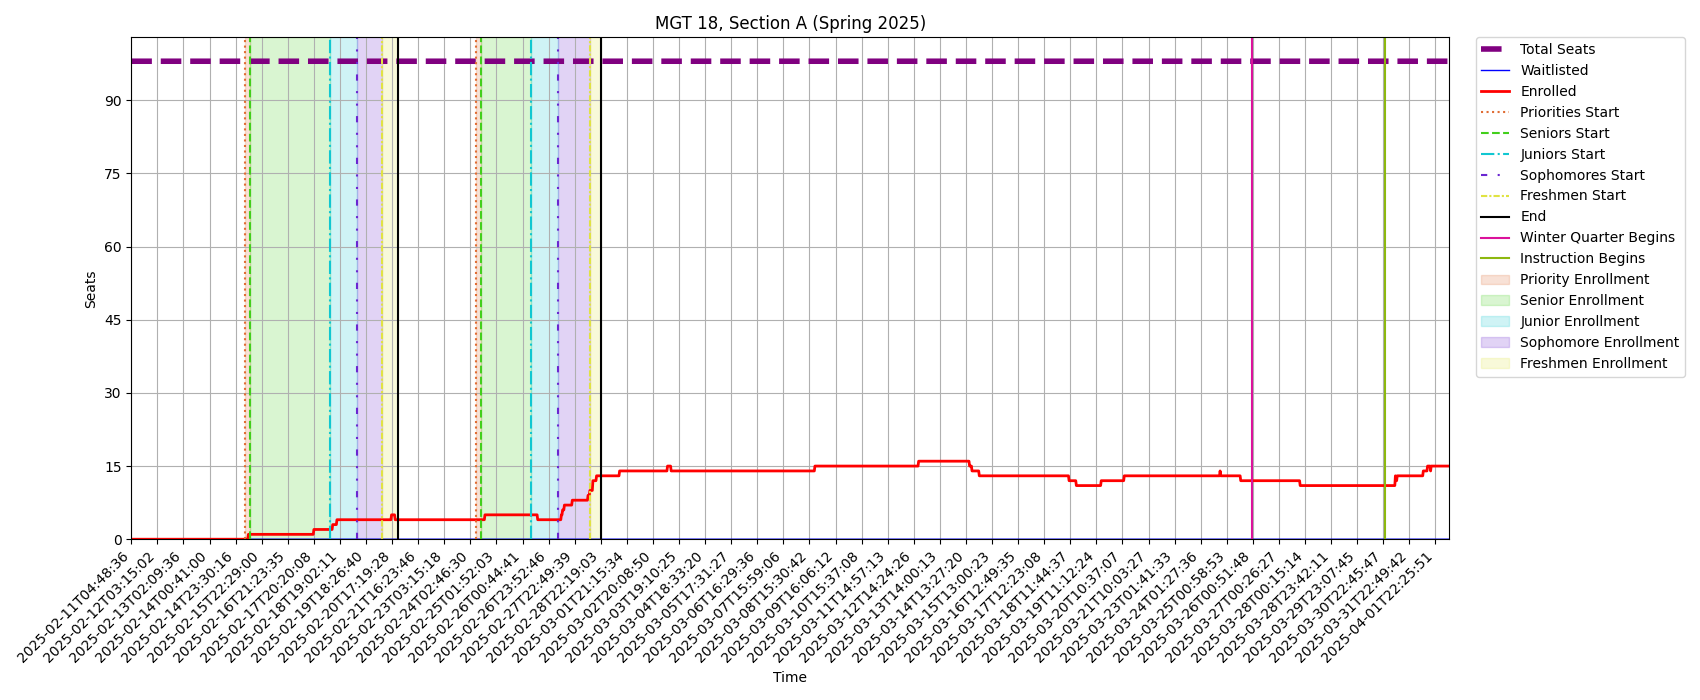 MGT 18, Section A (Spring 2025)
Seats
90
75
60
45
30
15
0
2025-02-11T04:48:36
2025-02-12T03:15:02
2025-02-13T02:09:36
2025-02-14T00:41:00
2025-02-14T23:30:16
2025-02-15T22:29:00
2025-02-16T21:23:35
2025-02-17T20:20:08
2025-02-18T19:02:11
2025-02-19T18:26:40
2025-02-20T17:19:28
2025-02-21T16:23:46
2025-02-23T03:15:18
2025-02-24T02:46:30
2025-02-25T01:52:03
2025-02-26T00:44:41
2025-02-26T23:52:46
2025-02-27T22:49:39
2025-02-28T22:19:03
2025-03-01T21:15:34
2025-03-02T20:08:50
2025-03-03T19:10:25
2025-03-04T18:33:20
2025-03-05T17:31:27
2025-03-06T16:29:36
2025-03-07T15:59:06
2025-03-08T15:30:42
2025-03-09T16:06:12
2025-03-10T15:37:08
2025-03-11T14:57:13
2025-03-12T14:24:26
2025-03-13T14:00:13
2025-03-14T13:27:20
2025-03-15T13:00:23
2025-03-16T12:49:35
2025-03-17T12:23:08
2025-03-18T11:44:37
2025-03-19T11:12:24
2025-03-20T10:37:07
2025-03-21T10:03:27
2025-03-23T01:41:33
2025-03-24T01:27:36
2025-03-25T00:58:53
2025-03-26T00:51:48
2025-03-27T00:26:27
2025-03-28T00:15:14
2025-03-28T23:42:11
2025-03-29T23:07:45
2025-03-30T22:45:47
2025-03-31T22:49:42
2025-04-01T22:25:51
Time
Total Seats
Waitlisted
Enrolled
Priorities Start
Seniors Start
Juniors Start
Sophomores Start
Freshmen Start
End
Winter Quarter Begins
Instruction Begins
Priority Enrollment
Senior Enrollment
Junior Enrollment
Sophomore Enrollment
Freshmen Enrollment